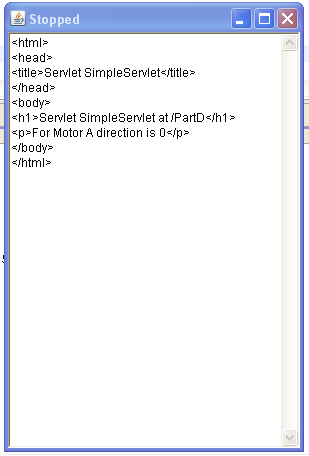 Stopped
<html>
<head>
<title>Servlet SimpleServlet</title>
</head>
<body>
<h1>Servlet SimpleServlet at /PartD</h1>
<p>For Motor A direction is 0</p>
</body>
</html>